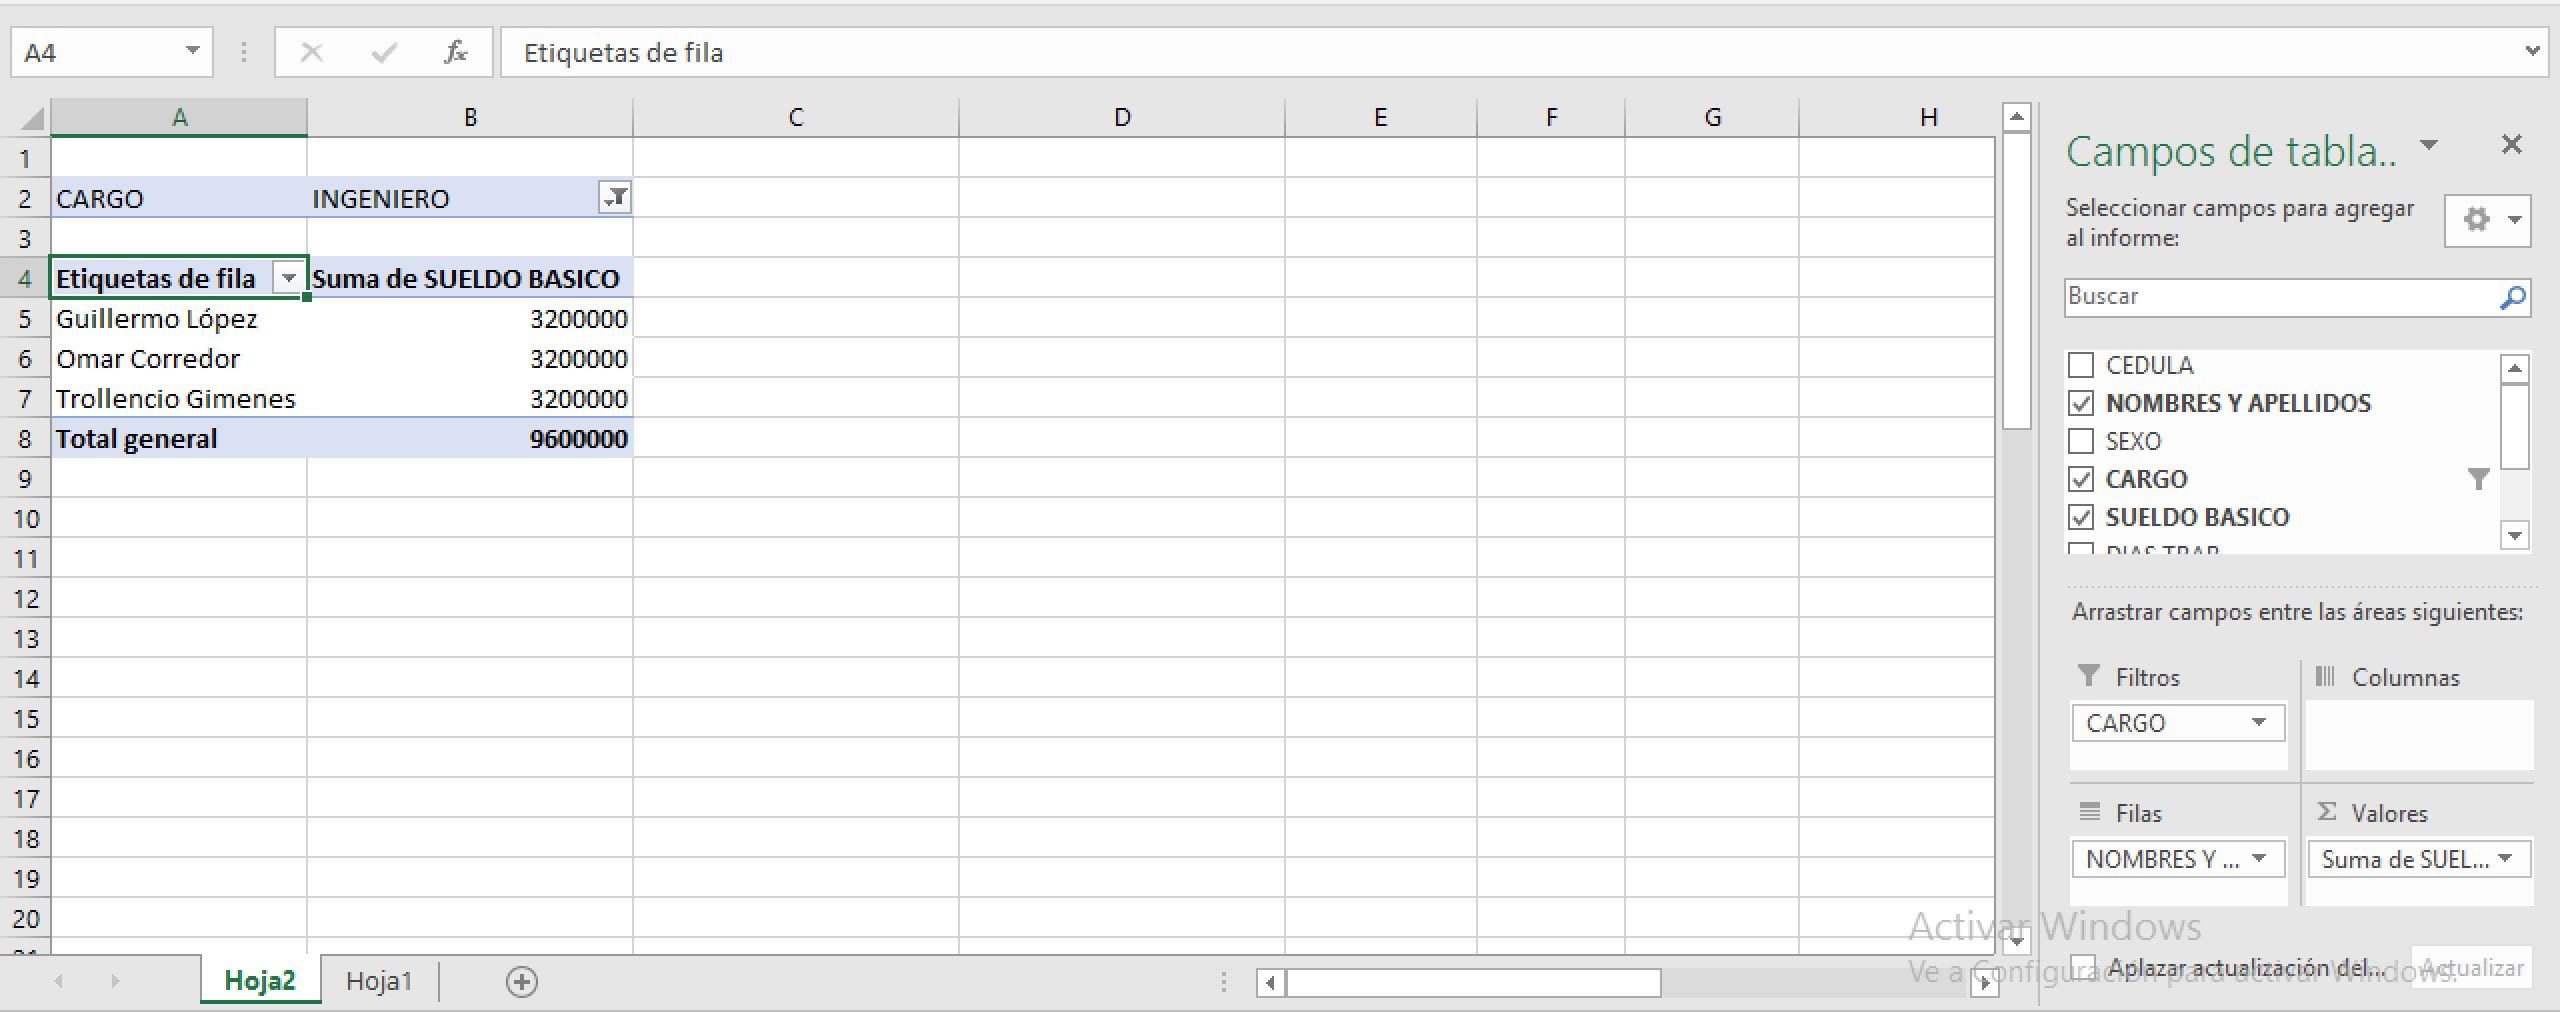 A4 fx Etiquetas de fila
A B C D E F G H
1
2 CARGO INGENIERO
3
4 Etiquetas de fila Suma de SUELDO BASICO
5 Guillermo López 3200000
6 Omar Corredor 3200000
7 Trollencio Gimenes 3200000
8 Total general 9600000
9
10
11
12
13
14
15
16
17
18
19
20
21
Hoja2 Hoja1
Campos de tabla..
Seleccionar campos para agregar
al informe:
Buscar
CEDULA
NOMBRES Y APELLIDOS
SEXO
CARGO
SUELDO BASICO
DIAS TRAB
Arrastrar campos entre las áreas siguientes:
Filtros Columnas
CARGO
Filas Σ Valores
NOMBRES Y ... Suma de SUEL...
Activar Windows
Ve a Configuración para activar Windows.
Aplazar actualización del... Actualizar